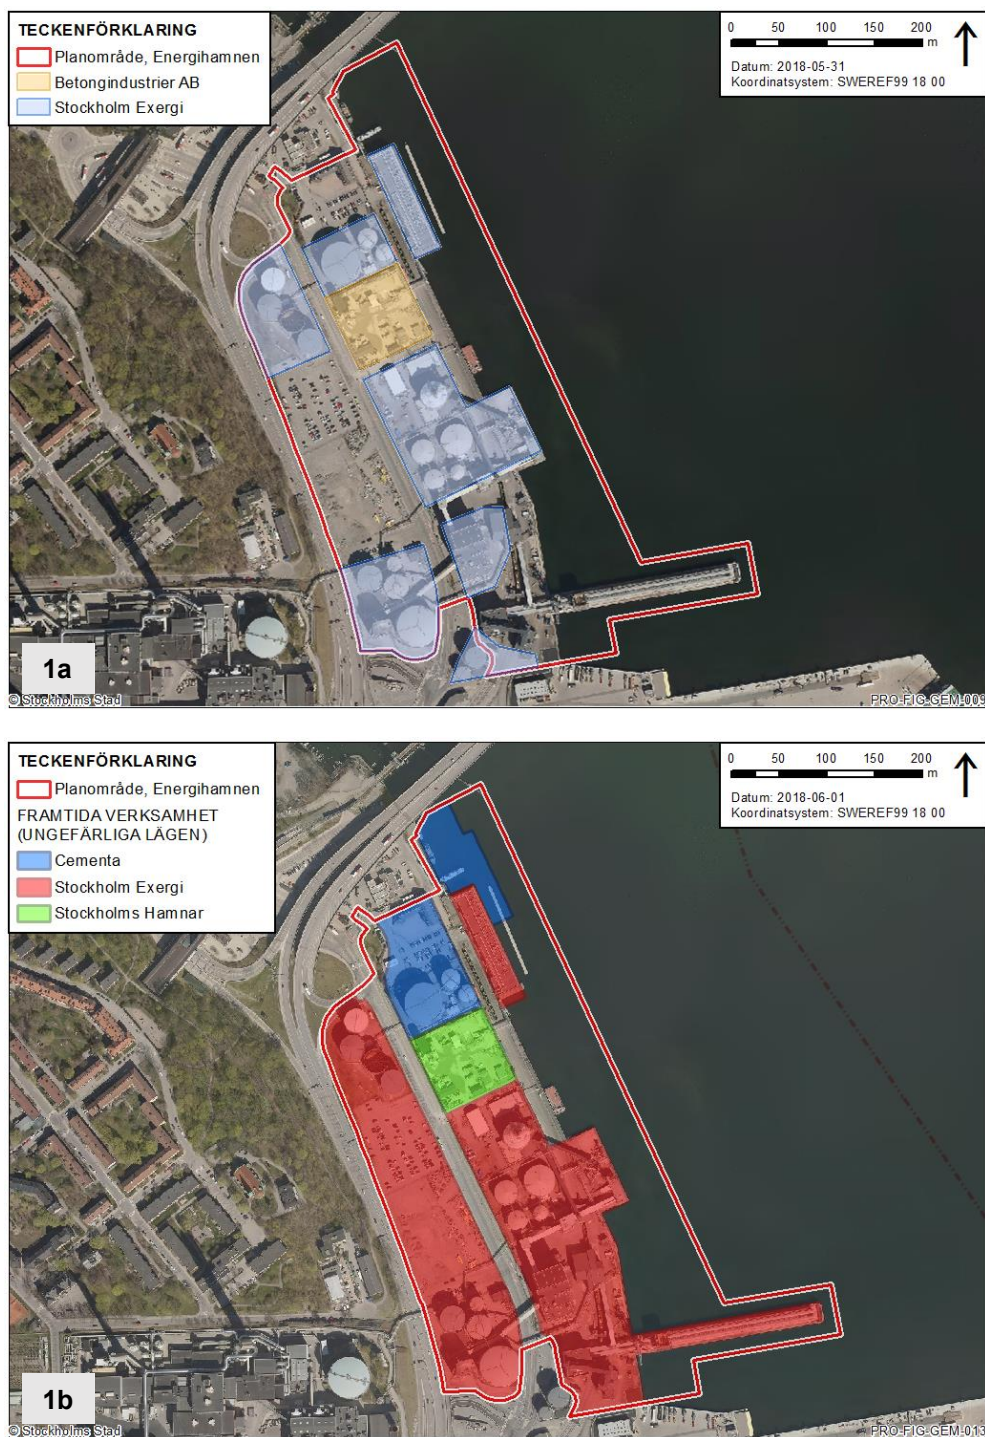 TECKENFÖRKLARING
Planområde, Energihamnen
Betongindustrier AB
Stockholm Exergi
0 50 100 150 200
m
Datum: 2018-05-31
Koordinatsystem: SWEREF99 18 00
1a
© Stockholms Stad
PRO-FIG-GEM-009
TECKENFÖRKLARING
Planområde, Energihamnen
FRAMTIDA VERKSAMHET
(UNGEFÄRLIGA LÄGEN)
Cementa
Stockholm Exergi
Stockholms Hamnar
0 50 100 150 200
m
Datum: 2018-06-01
Koordinatsystem: SWEREF99 18 00
1b
© Stockholms Stad
PRO-FIG-GEM-013